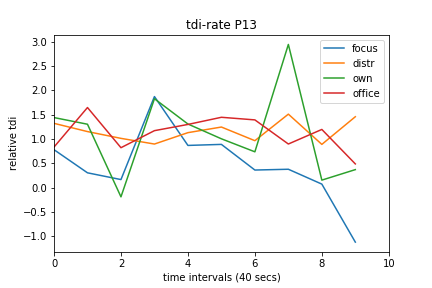 tdi-rate P13
relative tdi
3.0
2.5
2.0
1.5
1.0
0.5
0.0
−0.5
−1.0
focus
distr
own
office
0 2 4 6 8 10
time intervals (40 secs)